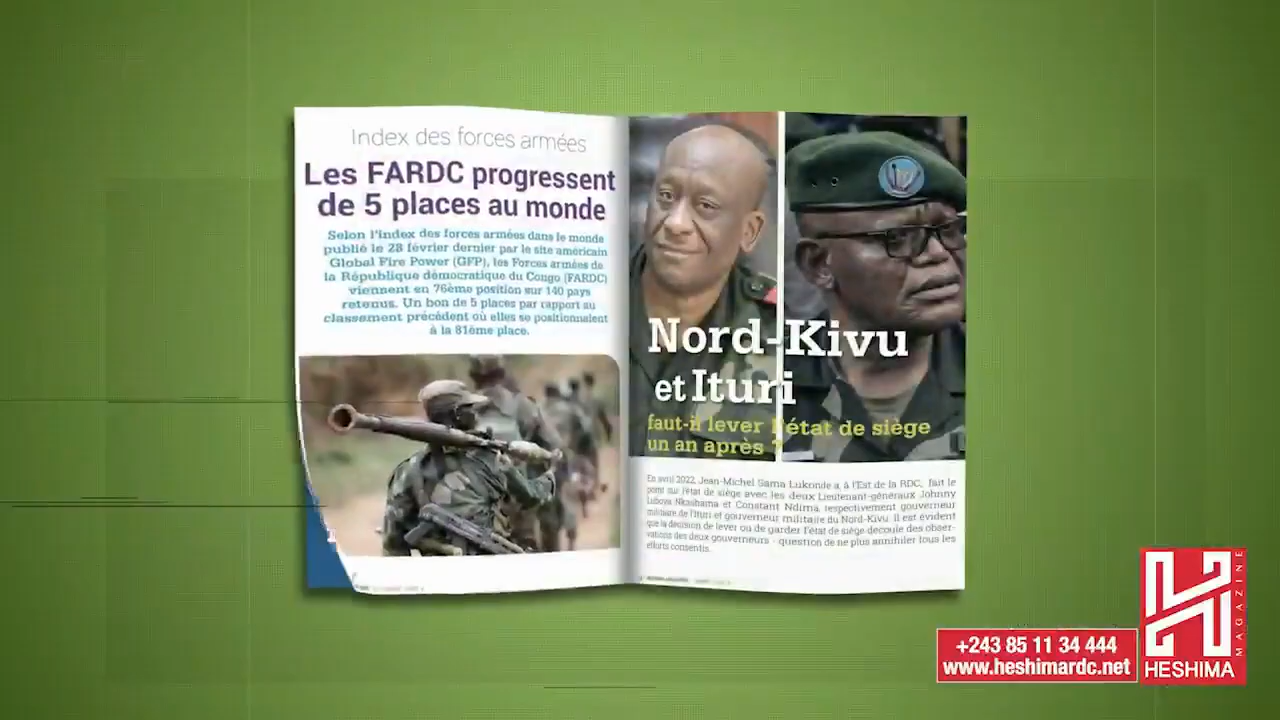 Index des forces armées
Les FARDC progressent
de 5 places au monde
Selon l'index des forces armées dans le monde
publié le 28 février dernier par le site américain
Global Fire Power (GFP), les Forces armées de
la République démocratique du Congo (FARDC)
viennent en 76ème position sur 140 pays
retenus. Un bon de 5 places par rapport au
classement précédent où elles se positionnaient
à la 81ème place.
Nord-Kivu
et Ituri
faut-il lever l'état de siège
un an après ?
En avril 2022, Jean-Michel Sama Lukonde a, à l'Est de la RDC, fait le
point sur l'état de siège avec les deux Lieutenant-généraux Johnny
Luboya Nkashama et Constant Ndima, respectivement gouverneur
militaire de l'Ituri et gouverneur militaire du Nord-Kivu. Il est évident
que la décision de lever ou de garder l'état de siège découle des obser-
vations des deux gouverneurs - question de ne plus annihiler tous les
efforts consentis.
+243 85 11 34 444
www.heshimardc.net
HESHIMA
MAGAZINE